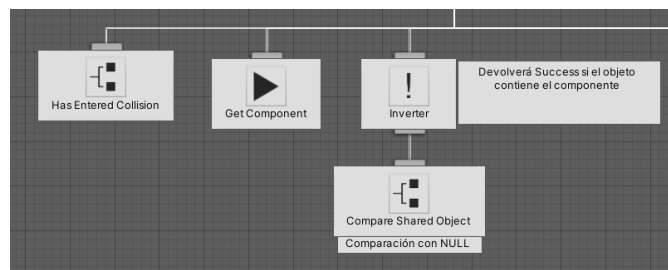 Has Entered Collision
Get Component
!
Inverter
Devolverá Success si el objeto
contiene el componente
Compare Shared Object
Comparación con NULL